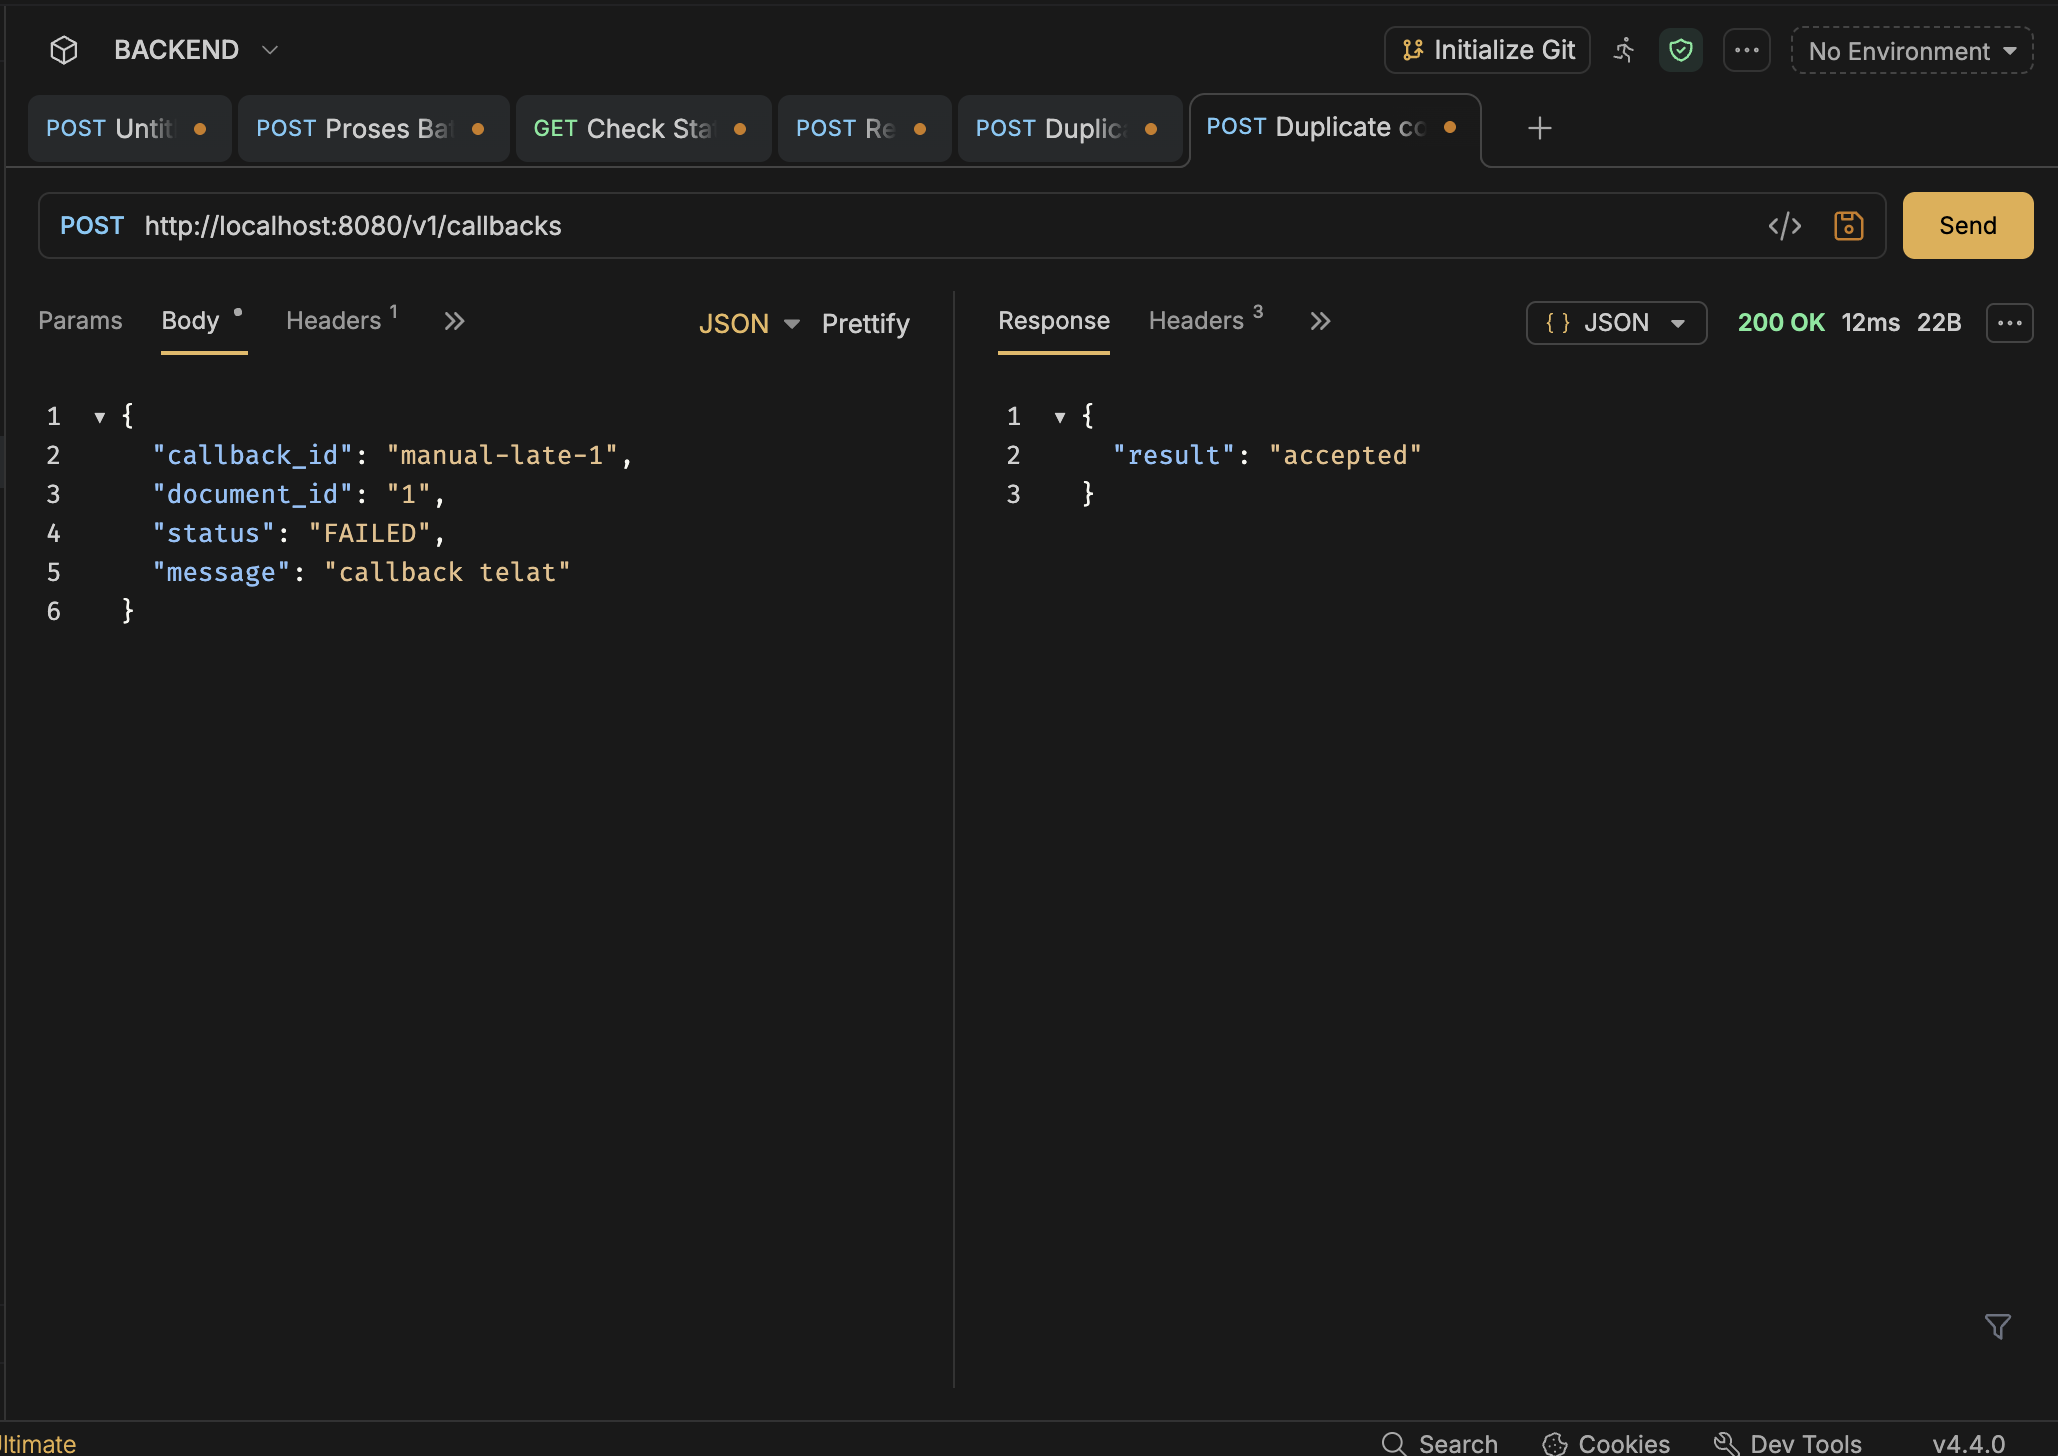 BACKEND
Initialize Git
No Environment
POST Untit
POST Proses Bat
GET Check Sta
POST Re
POST Duplica
POST Duplicate co
POST http://localhost:8080/v1/callbacks
Send
Params Body Headers 1
JSON Prettify
Response Headers 3
{ } JSON 200 OK 12ms 22B
1 {
2 "callback_id": "manual-late-1",
3 "document_id": "1",
4 "status": "FAILED",
5 "message": "callback telat"
6 }
1 {
2 "result": "accepted"
3 }
ltimate
Search Cookies Dev Tools v4.4.0